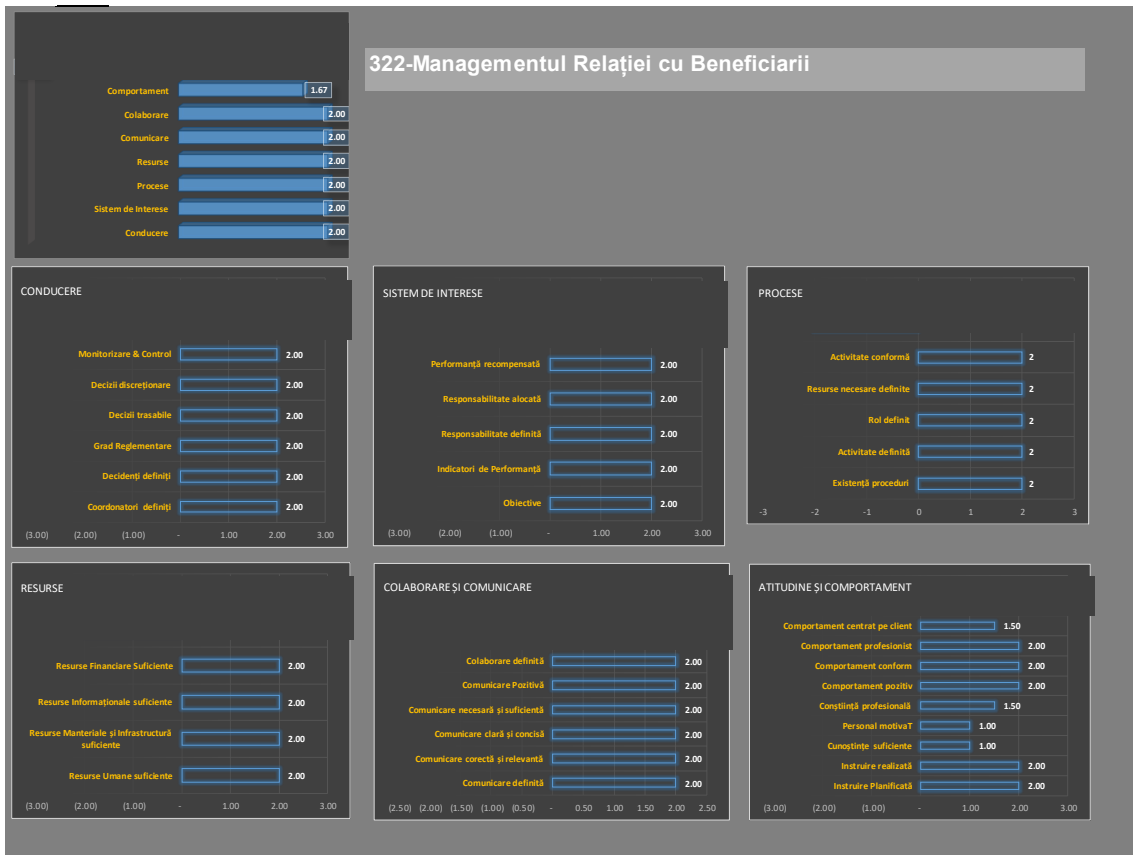 322-Managementul Relației cu Beneficiarii
Comportament 1.67
Colaborare 2.00
Comunicare 2.00
Resurse 2.00
Procese 2.00
Sistem de Interese 2.00
Conducere 2.00
CONDUCERE
Monitorizare & Control 2.00
Decizii discreționare 2.00
Decizii trasabile 2.00
Grad Reglementare 2.00
Decidenți definiți 2.00
Coordonatori definiți 2.00
(3.00) (2.00) (1.00) - 1.00 2.00 3.00
SISTEM DE INTERESE
Performanță recompensată 2.00
Responsabilitate alocată 2.00
Responsabilitate definită 2.00
Indicatori de Performanță 2.00
Obiective 2.00
(3.00) (2.00) (1.00) - 1.00 2.00 3.00
PROCESE
Activitate conformă 2
Resurse necesare definite 2
Rol definit 2
Activitate definită 2
Existență proceduri 2
-3 -2 -1 0 1 2 3
RESURSE
Resurse Financiare Suficiente 2.00
Resurse Informaționale suficiente 2.00
Resurse Manteriale și Infrastructură
suficiente 2.00
Resurse Umane suficiente 2.00
(3.00) (2.00) (1.00) - 1.00 2.00 3.00
COLABORARE ȘI COMUNICARE
Colaborare definită 2.00
Comunicare Pozitivă 2.00
Comunicare necesară și suficientă 2.00
Comunicare clară și concisă 2.00
Comunicare corectă și relevantă 2.00
Comunicare definită 2.00
(2.50) (2.00) (1.50) (1.00) (0.50) - 0.50 1.00 1.50 2.00 2.50
ATITUDINE ȘI COMPORTAMENT
Comportament centrat pe client 1.50
Comportament profesionist 2.00
Comportament conform 2.00
Comportament pozitiv 2.00
Conștiință profesională 1.50
Personal motivaT 1.00
Cunoștințe suficiente 1.00
Instruire realizată 2.00
Instruire Planificată 2.00
(3.00) (2.00) (1.00) - 1.00 2.00 3.00